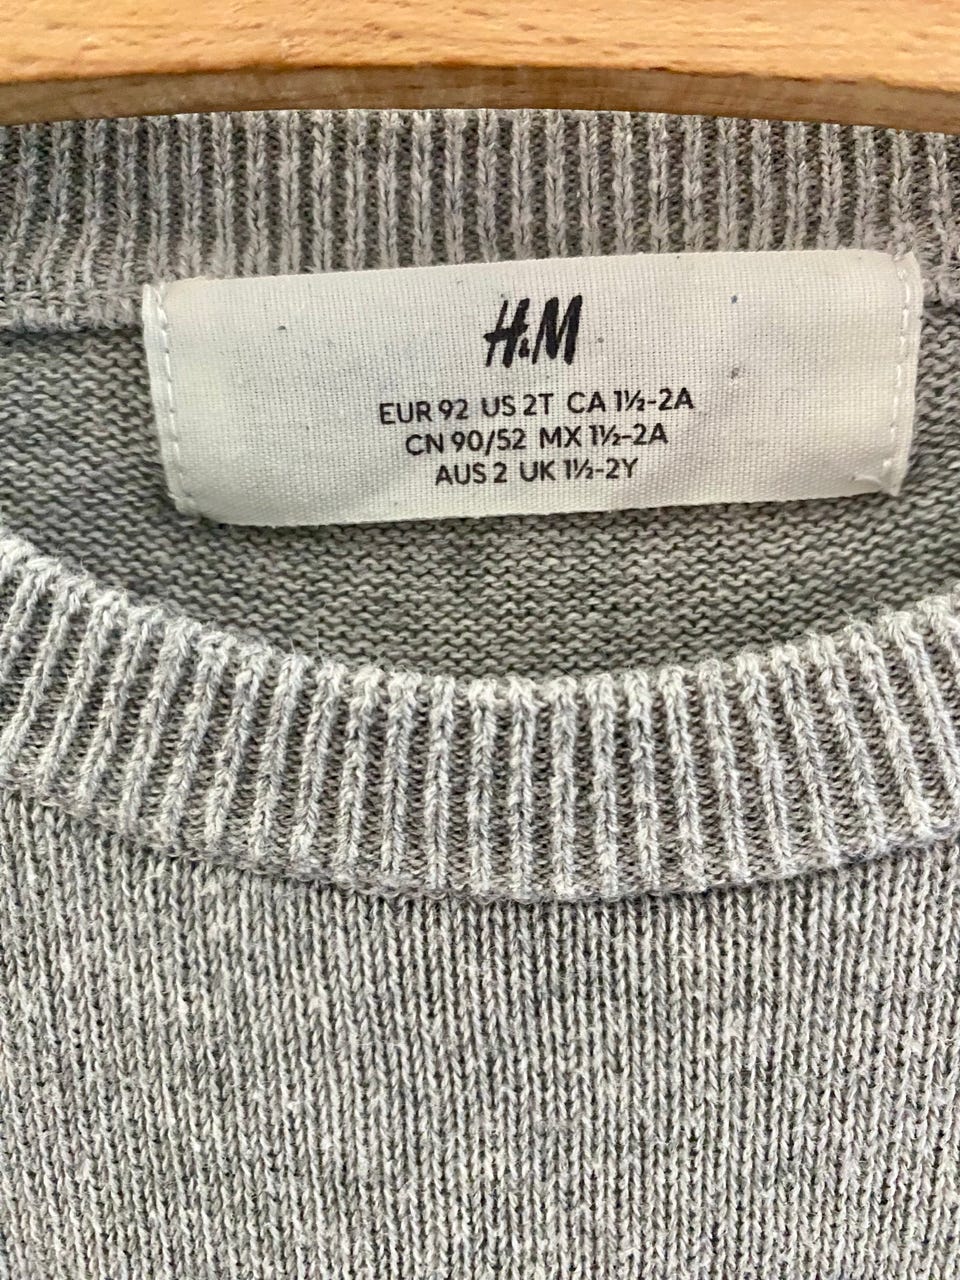 H&M
EUR 92 US 2T CA 1½-2A
CN 90/52 MX 1½-2A
AUS 2 UK 1½-2Y